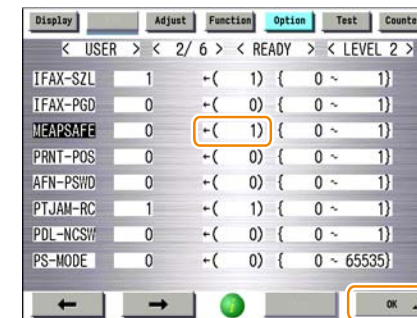 Display Adjust Function Option Test Counte
< USER > < 2/ 6 > < READY > < LEVEL 2 >
IFAX-SZL 1 ←( 1) { 0 ~ 1}
IFAX-PGD 0 ←( 0) { 0 ~ 1}
MEAPSAFE 0 ←( 1) { 0 ~ 1}
PRNT-POS 0 ←( 0) { 0 ~ 1}
AFN-PSWD 0 ←( 0) { 0 ~ 1}
PTJAM-RC 1 ←( 1) { 0 ~ 1}
PDL-NCSW 0 ←( 0) { 0 ~ 1}
PS-MODE 0 ←( 0) { 0 ~ 65535}
← → i OK